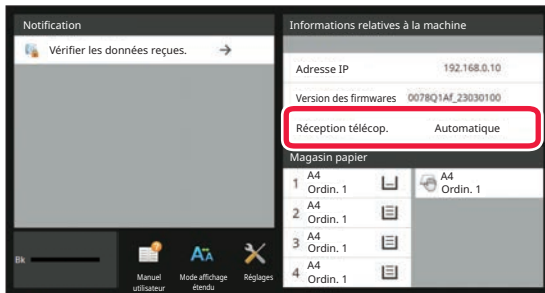 Notification
Vérifier les données reçues.
Informations relatives à la machine
Adresse IP 192.168.0.10
Version des firmwares 0078Q1Af_23030100
Réception télécop. Automatique
Magasin papier
1 A4
Ordin. 1
A4
Ordin. 1
2 A4
Ordin. 1
3 A4
Ordin. 1
4 A4
Ordin. 1
Bk
Manuel
utilisateur
Mode affichage
étendu
Réglages